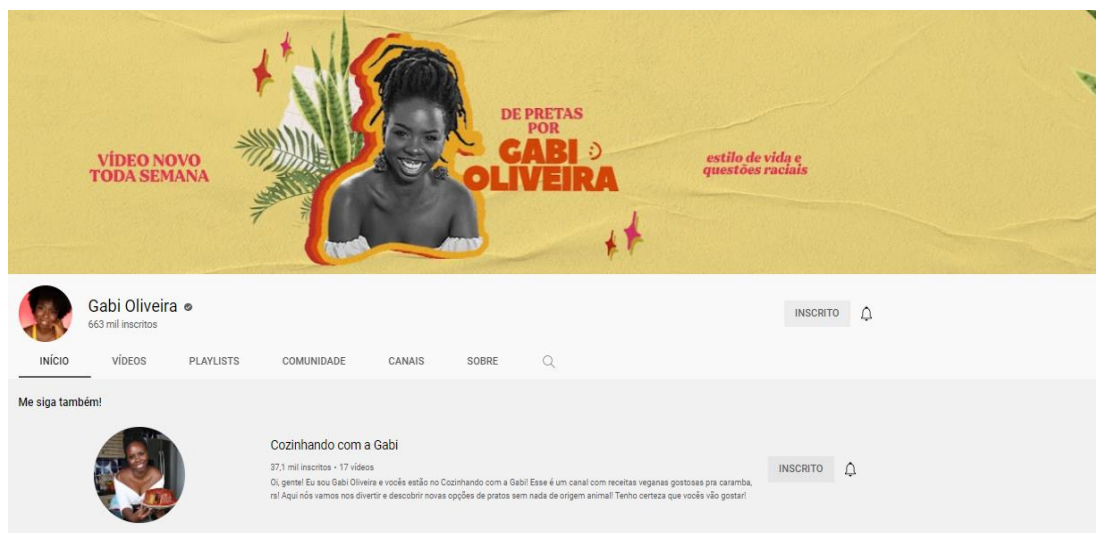 VÍDEO NOVO
TODA SEMANA
DE PRETAS
POR
GABI :)
OLIVEIRA
estilo de vida e
questões raciais
Gabi Oliveira
663 mil inscritos
INSCRITO
INÍCIO VÍDEOS PLAYLISTS COMUNIDADE CANAIS SOBRE
Me siga também!
Cozinhando com a Gabi
37,1 mil inscritos • 17 vídeos
Oi, gente! Eu sou Gabi Oliveira e vocês estão no Cozinhando com a Gabi! Esse é um canal com receitas veganas gostosas pra caramba,
rs! Aqui nós vamos nos divertir e descobrir novas opções de pratos sem nada de origem animal! Tenho certeza que vocês vão gostar!
INSCRITO